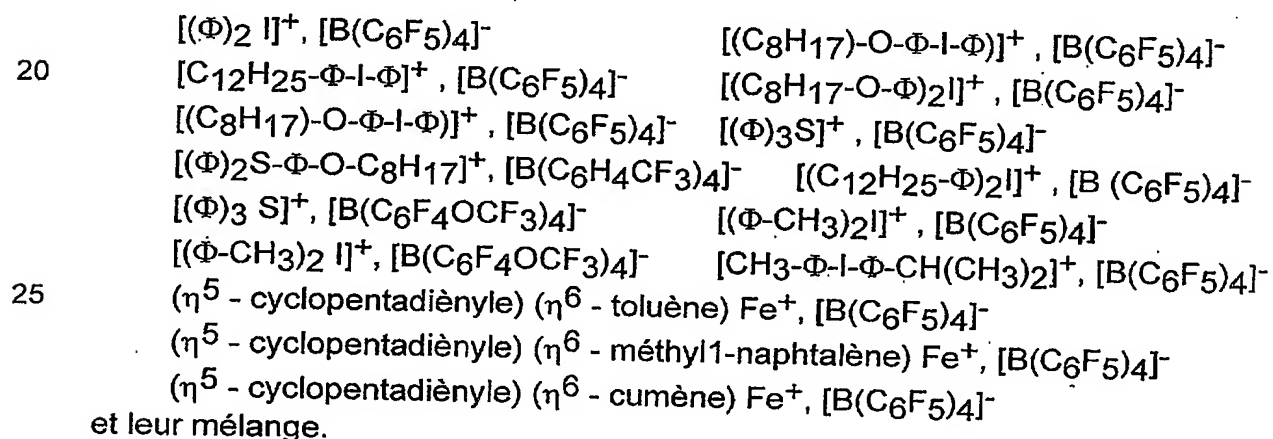 [(Φ)2 I]+, [B(C6F5)4]- [(C8H17)-O-Φ-I-Φ)]+ , [B(C6F5)4]-
20 [C12H25-Φ-I-Φ]+ , [B(C6F5)4]- [(C8H17-O-Φ)2I]+ , [B(C6F5)4]-
[(C8H17)-O-Φ-I-Φ)]+ , [B(C6F5)4]- [(Φ)3S]+ , [B(C6F5)4]-
[(Φ)2S-Φ-O-C8H17]+, [B(C6H4CF3)4]- [(C12H25-Φ)2I]+ , [B (C6F5)4]-
[(Φ)3 S]+, [B(C6F4OCF3)4]- [(Φ-CH3)2I]+ , [B(C6F5)4]-
[(Φ-CH3)2 I]+, [B(C6F4OCF3)4]- [CH3-Φ-I-Φ-CH(CH3)2]+, [B(C6F5)4]-
25 (η5 - cyclopentadiènyle) (η6 - toluène) Fe+, [B(C6F5)4]-
(η5 - cyclopentadiènyle) (η6 - méthyl1-naphtalène) Fe+, [B(C6F5)4]-
(η5 - cyclopentadiènyle) (η6 - cumène) Fe+, [B(C6F5)4]-
et leur mélange.